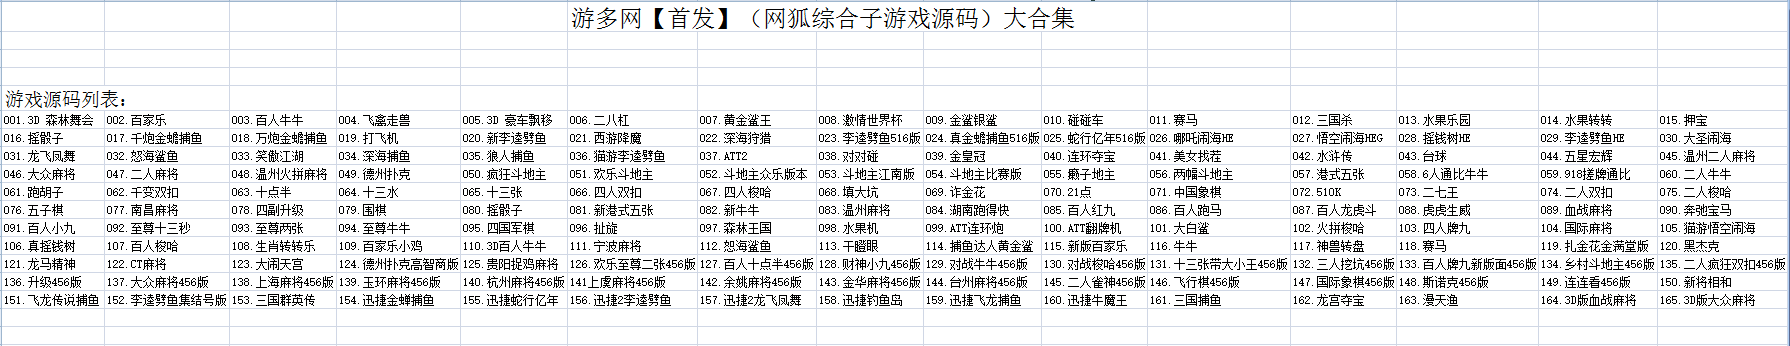 游多网【首发】（网狐综合子游戏源码）大合集
游戏源码列表：
001.3D 森林舞会 002.百家乐 003.百人牛牛 004.飞禽走兽 005.3D 豪车飘移 006.二八杠 007.黄金鲨王 008.激情世界杯 009.金鲨银鲨 010.碰碰车 011.赛马 012.三国杀 013.水果乐园 014.水果转转 015.押宝
016.摇骰子 017.千炮金蟾捕鱼 018.万炮金蟾捕鱼 019.打飞机 020.新李逵劈鱼 021.西游降魔 022.深海狩猎 023.李逵劈鱼516版 024.真金蟾捕鱼516版 025.蛇行亿年516版 026.哪吒闹海HE 027.悟空闹海HEG 028.摇钱树HE 029.李逵劈鱼HE 030.大圣闹海
031.龙飞凤舞 032.怒海鲨鱼 033.笑傲江湖 034.深海捕鱼 035.狼人捕鱼 036.猫游李逵劈鱼 037.ATT2 038.对对碰 039.金皇冠 040.连环夺宝 041.美女找茬 042.水浒传 043.台球 044.五星宏辉 045.温州二人麻将
046.大众麻将 047.二人麻将 048.温州火拼麻将 049.德州扑克 050.疯狂斗地主 051.欢乐斗地主 052.斗地主众乐版本 053.斗地主江南版 054.斗地主比赛版 055.癞子地主 056.两幅斗地主 057.港式五张 058.6人通比牛牛 059.918搓牌通比 060.二人牛牛
061.跑胡子 062.千变双扣 063.十点半 064.十三水 065.十三张 066.四人双扣 067.四人梭哈 068.填大坑 069.诈金花 070.21点 071.中国象棋 072.510K 073.二七王 074.二人双扣 075.二人梭哈
076.五子棋 077.南昌麻将 078.四副升级 079.围棋 080.摇骰子 081.新港式五张 082.新牛牛 083.温州麻将 084.湖南跑得快 085.百人红九 086.百人跑马 087.百人龙虎斗 088.虎虎生威 089.血战麻将 090.奔驰宝马
091.百人小九 092.至尊十三秒 093.至尊两张 094.至尊牛牛 095.四国军棋 096.扯旋 097.森林王国 098.水果机 099.ATT连环炮 100.ATT翻牌机 101.大白鲨 102.火拼梭哈 103.四人牌九 104.国际麻将 105.猫游悟空闹海
106.真摇钱树 107.百人梭哈 108.生肖转转乐 109.百家乐小鸡 110.3D百人牛牛 111.宁波麻将 112.怒海鲨鱼 113.干瞪眼 114.捕鱼达人黄金鲨 115.新版百家乐 116.牛牛 117.神兽转盘 118.赛马 119.扎金花金满堂版 120.黑杰克
121.龙马精神 122.CT麻将 123.大闹天宫 124.德州扑克高智商版 125.贵阳捉鸡麻将 126.欢乐至尊二张456版 127.百人十点半456版 128.财神小九456版 129.对战牛牛456版 130.对战梭哈456版 131.十三张带大小王456版 132.三人挖坑456版 133.百人牌九新版面456版 134.乡村斗地主456版 135.二人疯狂双扣456版
136.升级456版 137.大众麻将456版 138.上海麻将456版 139.玉环麻将456版 140.杭州麻将456版 141上虞麻将456版 142.余姚麻将456版 143.金华麻将456版 144.台州麻将456版 145.二人雀神456版 146.飞行棋456版 147.国际象棋456版 148.斯诺克456版 149.连连看456版 150.新将相和
151.飞龙传说捕鱼 152.李逵劈鱼集结号版 153.三国群英传 154.迅捷金蝉捕鱼 155.迅捷蛇行亿年 156.迅捷2李逵劈鱼 157.迅捷2龙飞凤舞 158.迅捷钓鱼岛 159.迅捷飞龙捕鱼 160.迅捷牛魔王 161.三国捕鱼 162.龙宫夺宝 163.漫天鱼 164.3D版血战麻将 165.3D版大众麻将